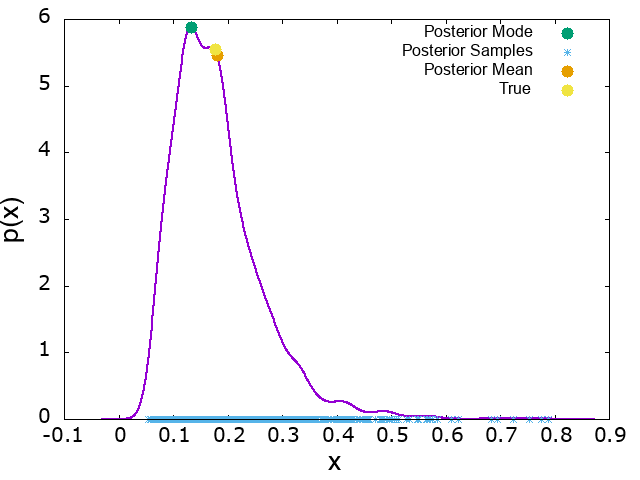 6
Posterior Mode
Posterior Samples
5
Posterior Mean
True
4
p(x)
3
2
1
0
-0.1 0 0.1 0.2 0.3 0.4 0.5 0.6 0.7 0.8 0.9
x